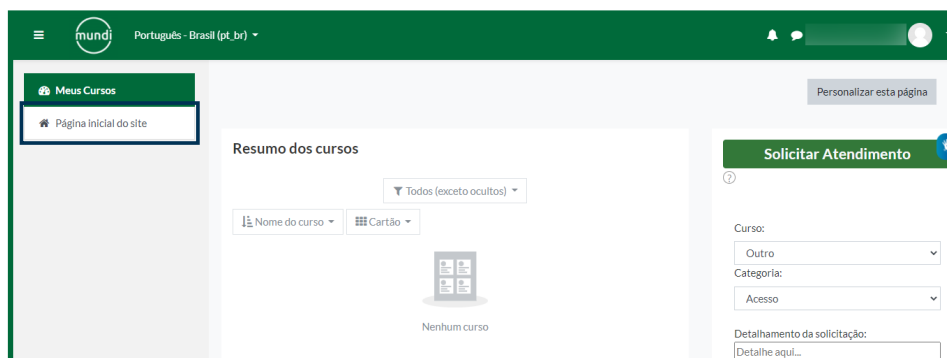 mundi Português - Brasil (pt_br)
Meus Cursos
Personalizar esta página
Página inicial do site
Resumo dos cursos
Solicitar Atendimento
Todos (exceto ocultos)
Nome do curso Cartão
Curso:
Outro
Categoria:
Acesso
Nenhum curso
Detalhamento da solicitação:
Detalhe aqui...